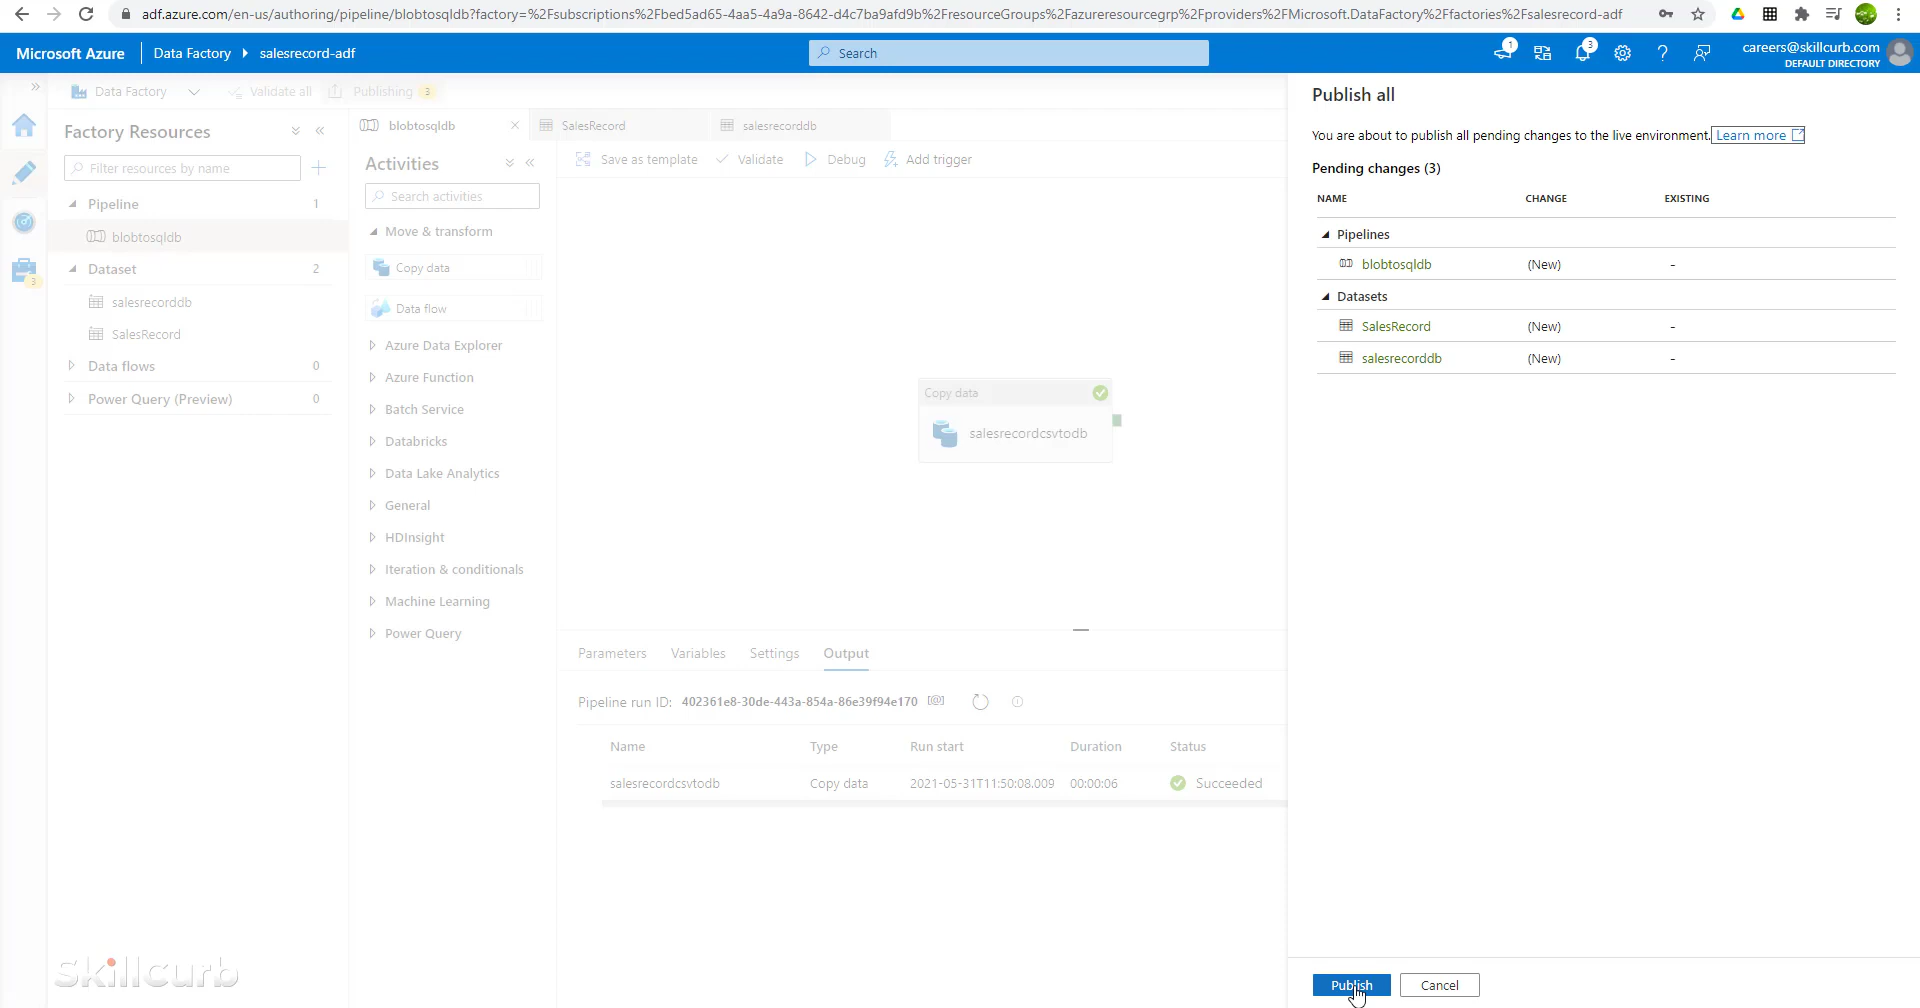 adf.azure.com/en-us/authoring/pipeline/blobtosqldb?factory=%2Fsubscriptions%2Fbed5ad65-4aa5-4a9a-8642-d4c7ba9afd9b%2FresourceGroups%2Fazureresourcegrp%2Fproviders%2FMicrosoft.DataFactory%2Ffactories%2Fsalesrecord-adf
Microsoft Azure
Data Factory
salesrecord-adf
Search
1
3
careers@skillcurb.com
DEFAULT DIRECTORY
Data Factory
Validate all
Publishing 3
Factory Resources
Filter resources by name
Pipeline 1
blobtosqldb
Dataset 2
salesrecorddb
SalesRecord
Data flows 0
Power Query (Preview) 0
3
blobtosqldb
SalesRecord
salesrecorddb
Activities
Search activities
Move & transform
Copy data
Data flow
Azure Data Explorer
Azure Function
Batch Service
Databricks
Data Lake Analytics
General
HDInsight
Iteration & conditionals
Machine Learning
Power Query
Save as template
Validate
Debug
Add trigger
Copy data
salesrecordcsvtodb
Parameters Variables Settings Output
Pipeline run ID: 402361e8-30de-443a-854a-86e39f94e170
Name Type Run start Duration Status
salesrecordcsvtodb Copy data 2021-05-31T11:50:08.009 00:00:06 Succeeded
Publish all
You are about to publish all pending changes to the live environment. Learn more
Pending changes (3)
NAME CHANGE EXISTING
Pipelines
blobtosqldb (New) -
Datasets
SalesRecord (New) -
salesrecorddb (New) -
Publish Cancel
Skillcurb